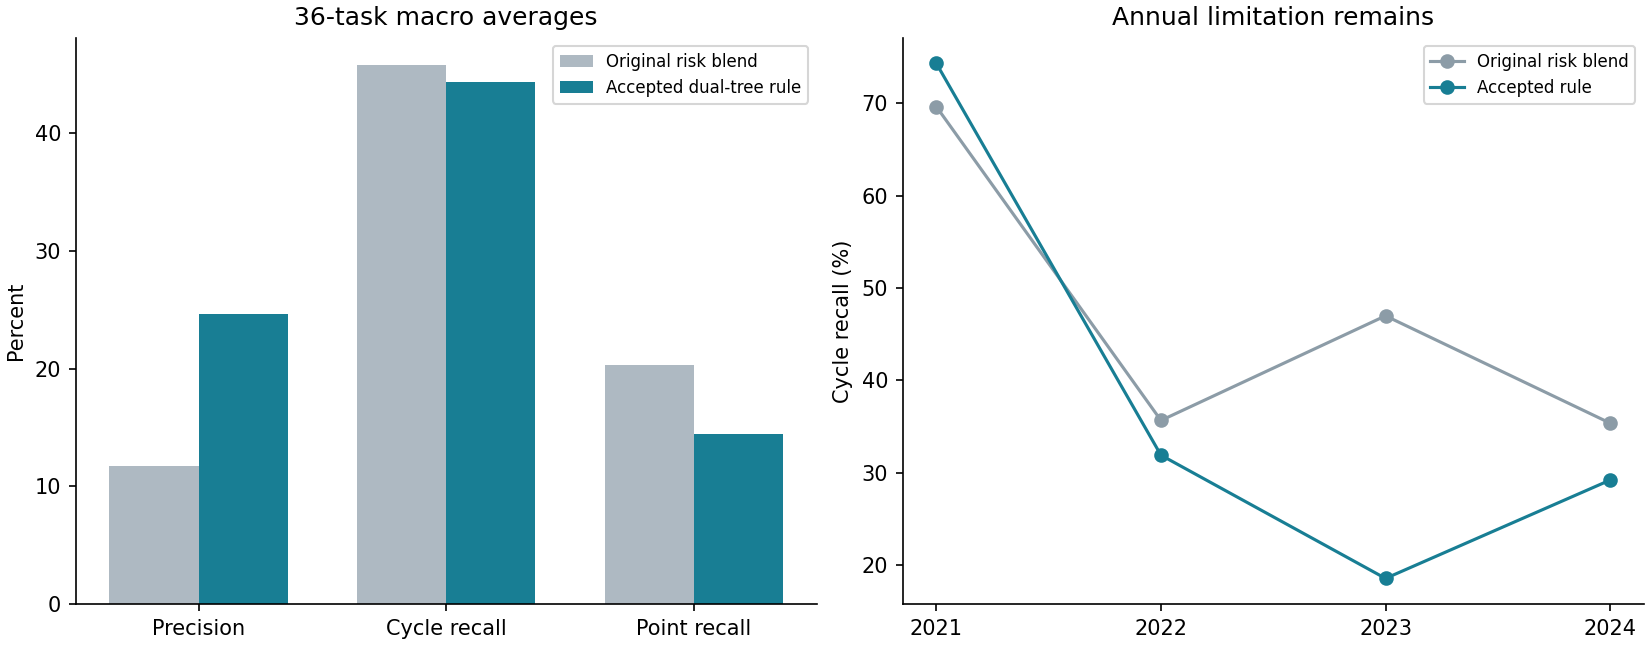 36-task macro averages
Original risk blend
Accepted dual-tree rule
Percent
40
30
20
10
0
Precision
Cycle recall
Point recall
Annual limitation remains
Original risk blend
Accepted rule
Cycle recall (%)
70
60
50
40
30
20
2021
2022
2023
2024